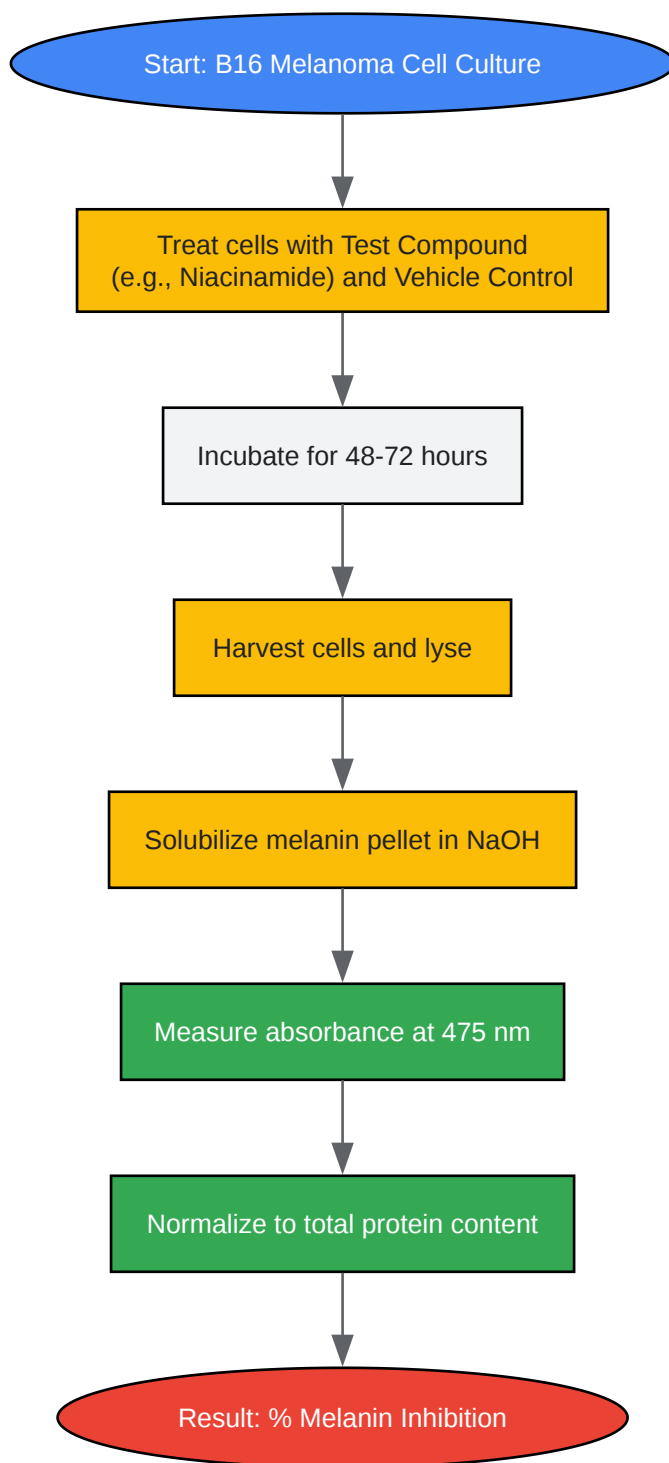 Start: B16 Melanoma Cell Culture
Treat cells with Test Compound
(e.g., Niacinamide) and Vehicle Control
Incubate for 48-72 hours
Harvest cells and lyse
Solubilize melanin pellet in NaOH
Measure absorbance at 475 nm
Normalize to total protein content
Result: % Melanin Inhibition